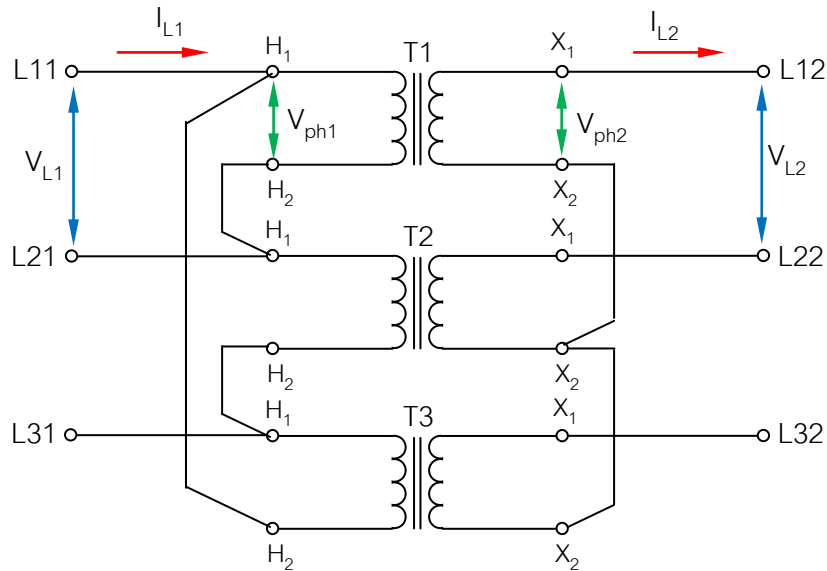 I_L1 H₁ T1 X₁ I_L2
L11 L12
V_ph1 V_ph2
V_L1 V_L2
H₂ X₂
H₁ T2 X₁
L21 L22
H₂ X₂
H₁ T3 X₁
L31 L32
H₂ X₂